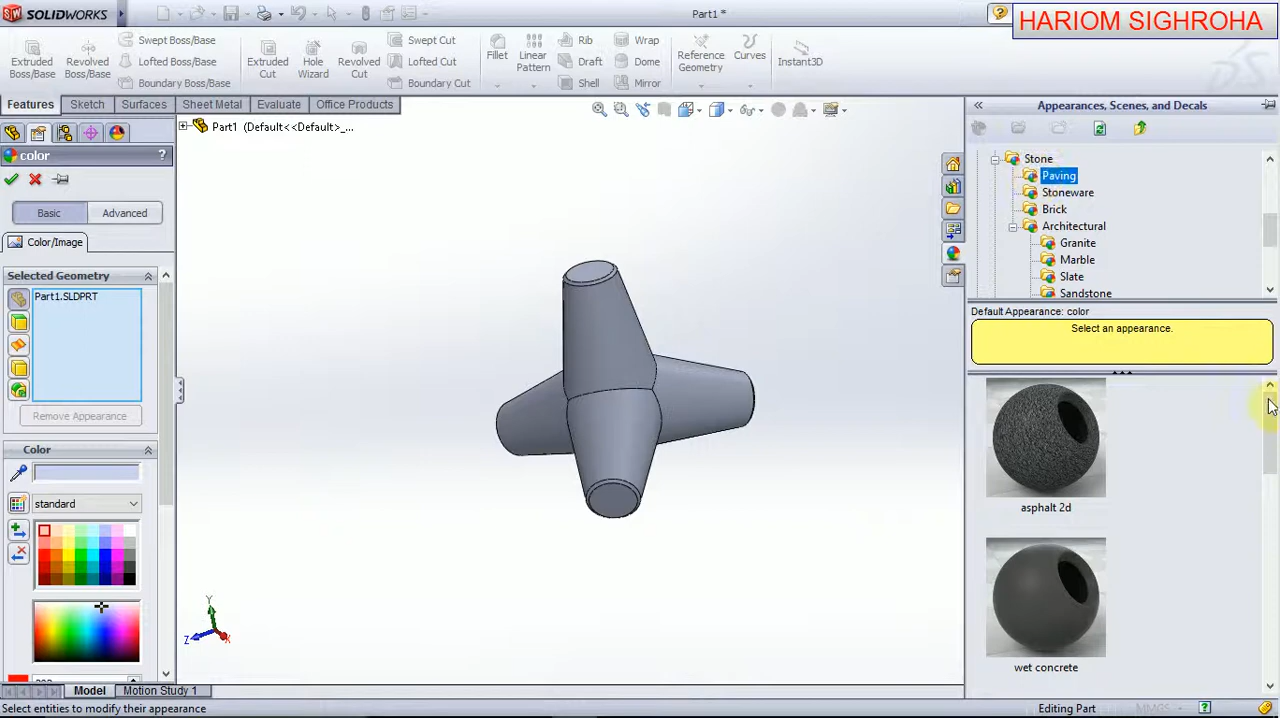 SOLIDWORKS
Part1 *
HARIOM SIGHROHA
Extruded Boss/Base
Revolved Boss/Base
Swept Boss/Base
Lofted Boss/Base
Boundary Boss/Base
Extruded Cut
Hole Wizard
Revolved Cut
Swept Cut
Lofted Cut
Boundary Cut
Fillet
Linear Pattern
Rib
Draft
Shell
Wrap
Dome
Mirror
Reference Geometry
Curves
Instant3D
Features
Sketch
Surfaces
Sheet Metal
Evaluate
Office Products
Part1 (Default<<Default>_...
color
?
Basic
Advanced
Color/Image
Selected Geometry
Part1.SLDPRT
Remove Appearance
Color
standard
Y
Z
X
Appearances, Scenes, and Decals
Stone
Paving
Stoneware
Brick
Architectural
Granite
Marble
Slate
Sandstone
Default Appearance: color
Select an appearance.
asphalt 2d
wet concrete
Model
Motion Study 1
Select entities to modify their appearance
Editing Part
MMGS